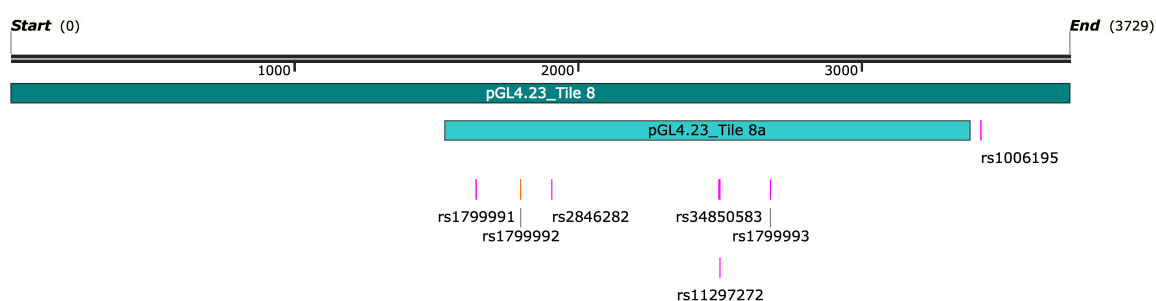 Start (0)
End (3729)
1000
2000
3000
pGL4.23_Tile 8
pGL4.23_Tile 8a
rs1006195
rs1799991
rs2846282
rs34850583
rs1799992
rs1799993
rs11297272